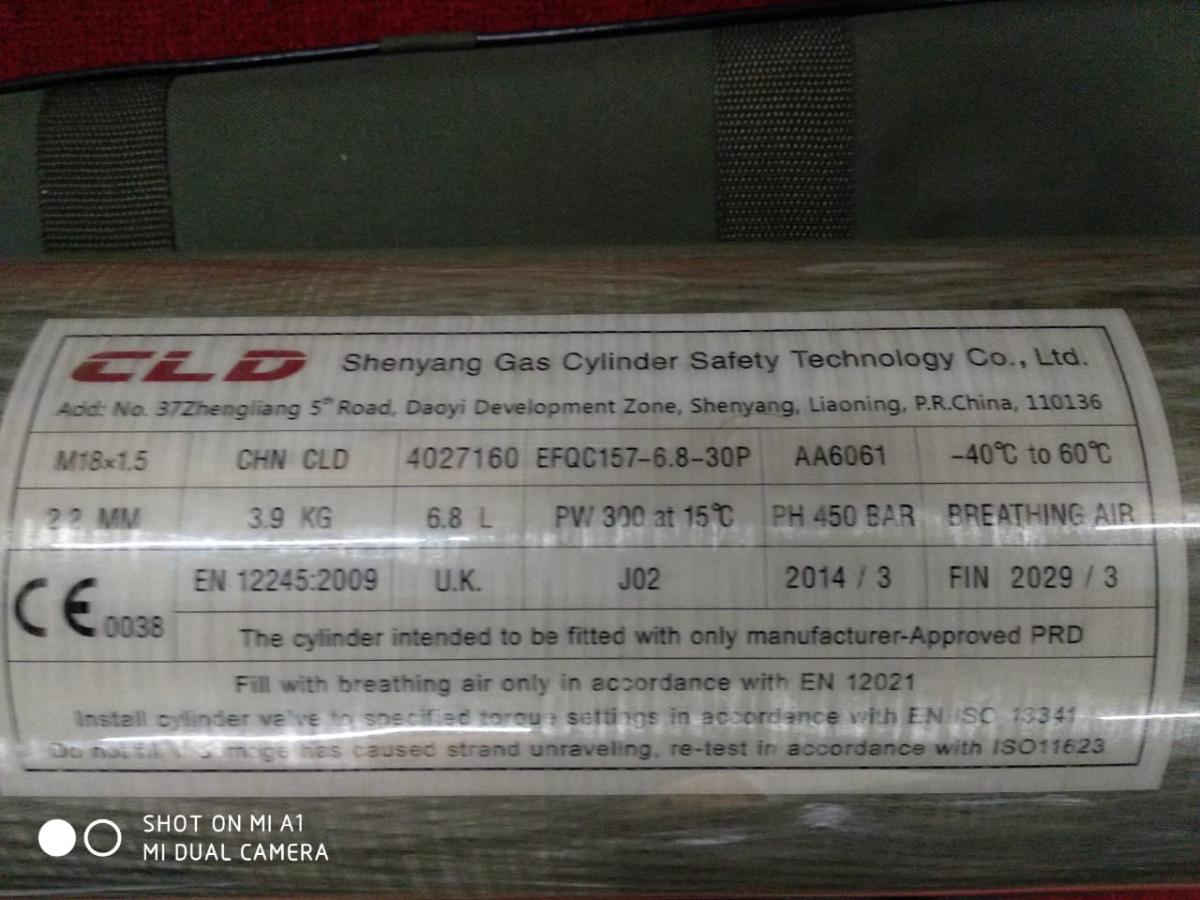 CLD Shenyang Gas Cylinder Safety Technology Co., Ltd.
Add: No. 37Zhengliang 5th Road, Daoyi Development Zone, Shenyang, Liaoning, P.R.China, 110136
M18×1.5 CHN CLD 4027160 EFQC157-6.8-30P AA6061 -40℃ to 60℃
2.2 MM 3.9 KG 6.8 L PW 300 at 15℃ PH 450 BAR BREATHING AIR
CE 0038 EN 12245:2009 U.K. J02 2014 / 3 FIN 2029 / 3
The cylinder intended to be fitted with only manufacturer-Approved PRD
Fill with breathing air only in accordance with EN 12021
Install cylinder valve to specified torque settings in accordance with EN ISO 13341
Do not has caused strand unraveling, re-test in accordance with ISO11623
SHOT ON MI A1
MI DUAL CAMERA